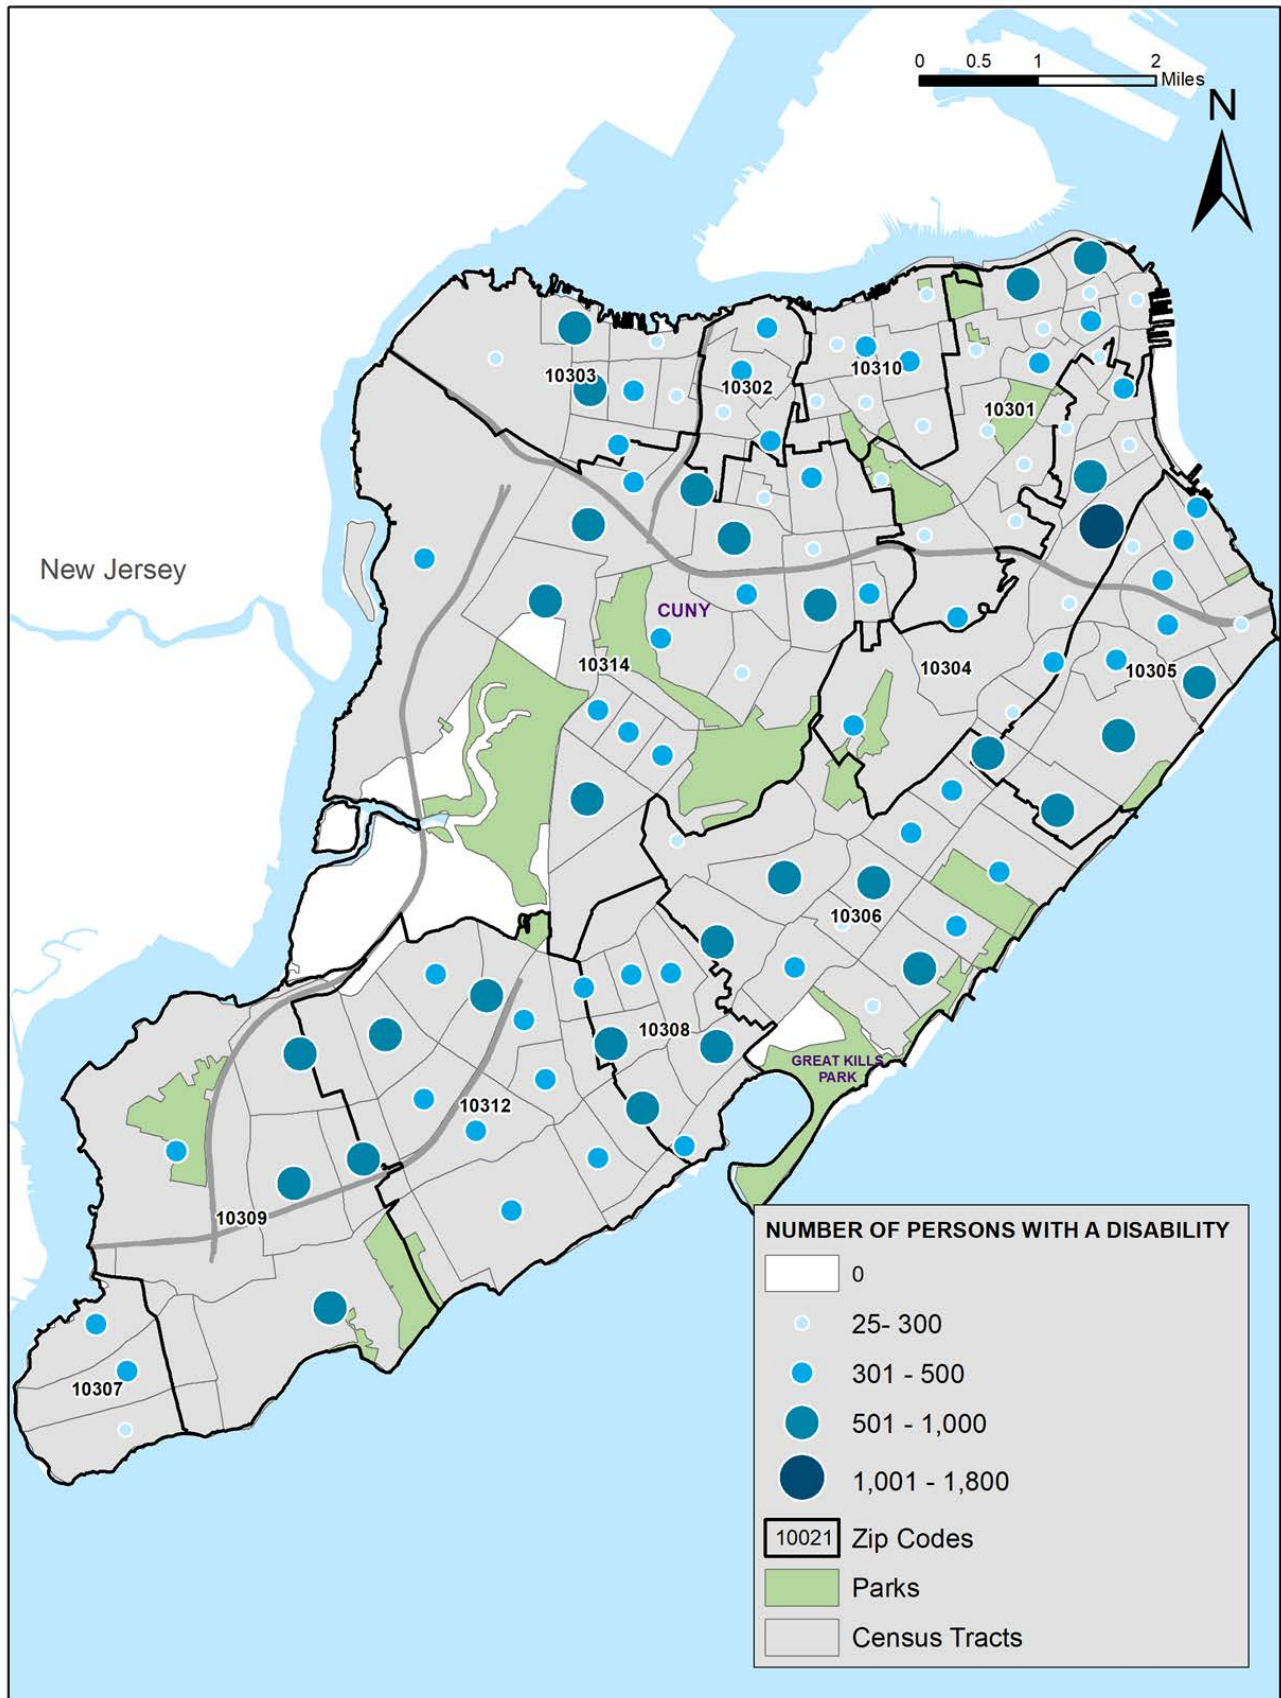 0 0.5 1 2
Miles
N
10303
10302
10310
10301
New Jersey
CUNY
10314
10304
10305
10306
10308
GREAT KILLS
PARK
10312
10309
10307
NUMBER OF PERSONS WITH A DISABILITY
0
25- 300
301 - 500
501 - 1,000
1,001 - 1,800
10021 Zip Codes
Parks
Census Tracts